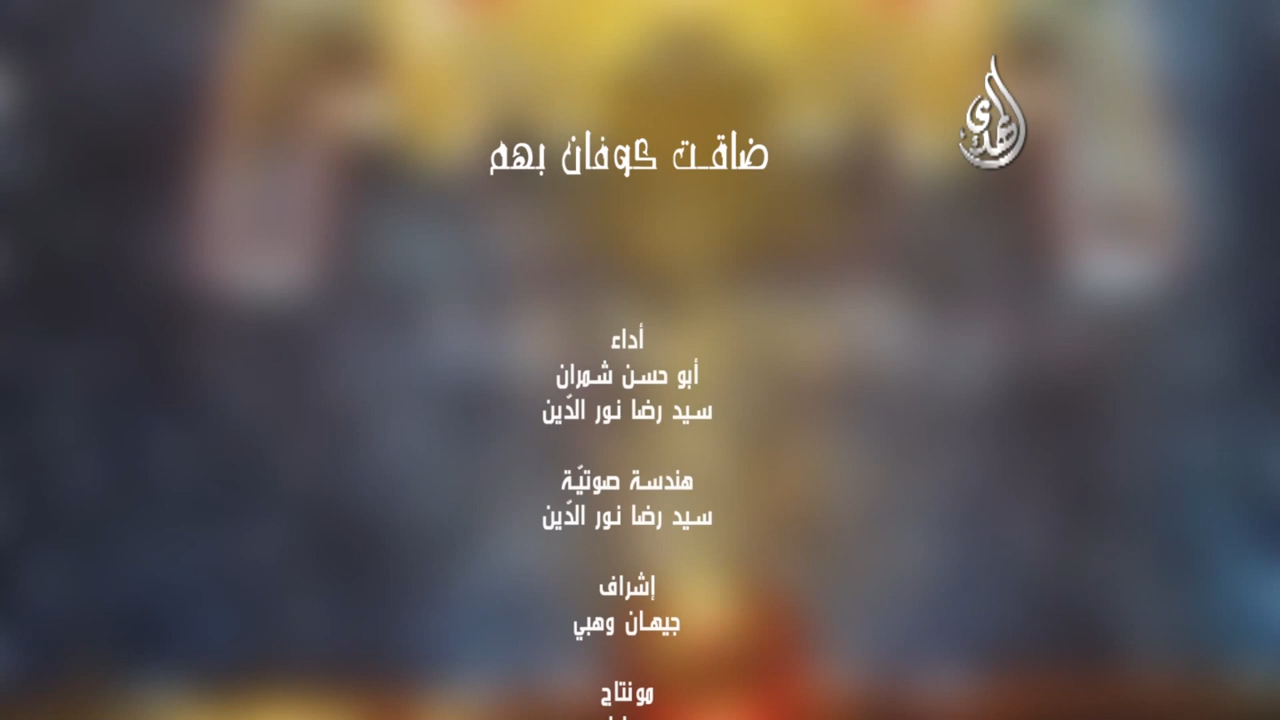 الهدى
ضاقت كوفان بهم
أداء
أبو حسن شمران
سيد رضا نور الدّين
هندسة صوتيّة
سيد رضا نور الدّين
إشراف
جيهان وهبي
مونتاج